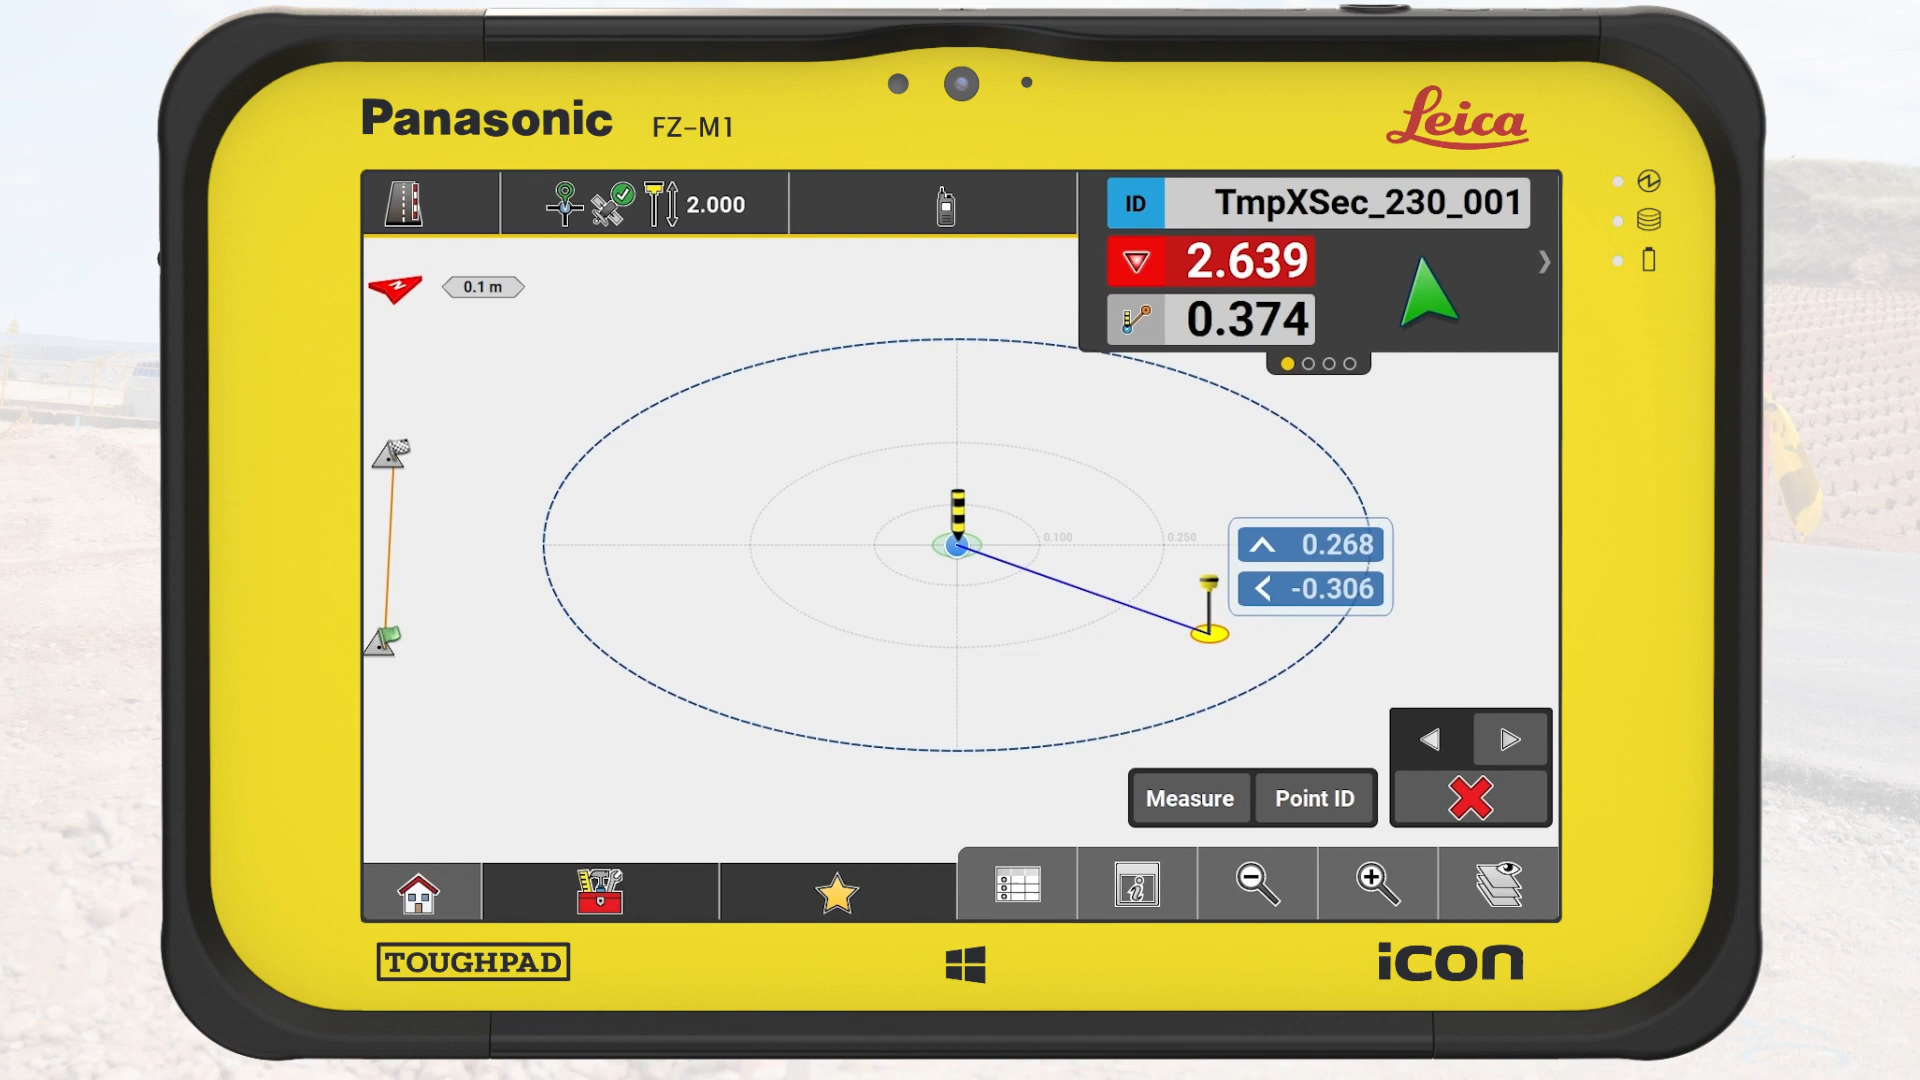 Panasonic FZ-M1
Leica
2.000
ID TmpXSec_230_001
2.639
0.374
N
0.1 m
0.100
0.250
0.268
-0.306
Measure
Point ID
TOUGHPAD
iCON